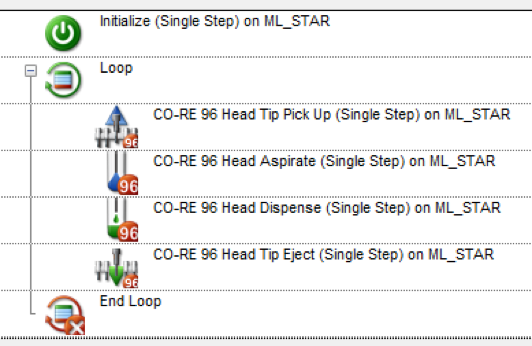 Initialize (Single Step) on ML_STAR
Loop
CO-RE 96 Head Tip Pick Up (Single Step) on ML_STAR
96
CO-RE 96 Head Aspirate (Single Step) on ML_STAR
96
CO-RE 96 Head Dispense (Single Step) on ML_STAR
96
CO-RE 96 Head Tip Eject (Single Step) on ML_STAR
96
End Loop